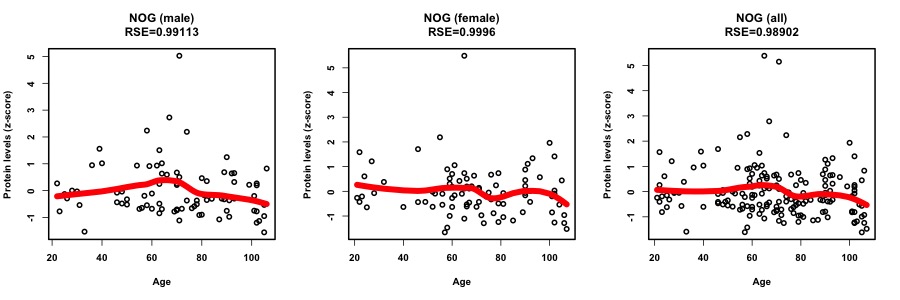 NOG (male)
RSE=0.99113
Protein levels (z-score)
5
4
3
2
1
0
-1
20 40 60 80 100
Age
NOG (female)
RSE=0.9996
Protein levels (z-score)
5
4
3
2
1
0
-1
20 40 60 80 100
Age
NOG (all)
RSE=0.98902
Protein levels (z-score)
5
4
3
2
1
0
-1
20 40 60 80 100
Age